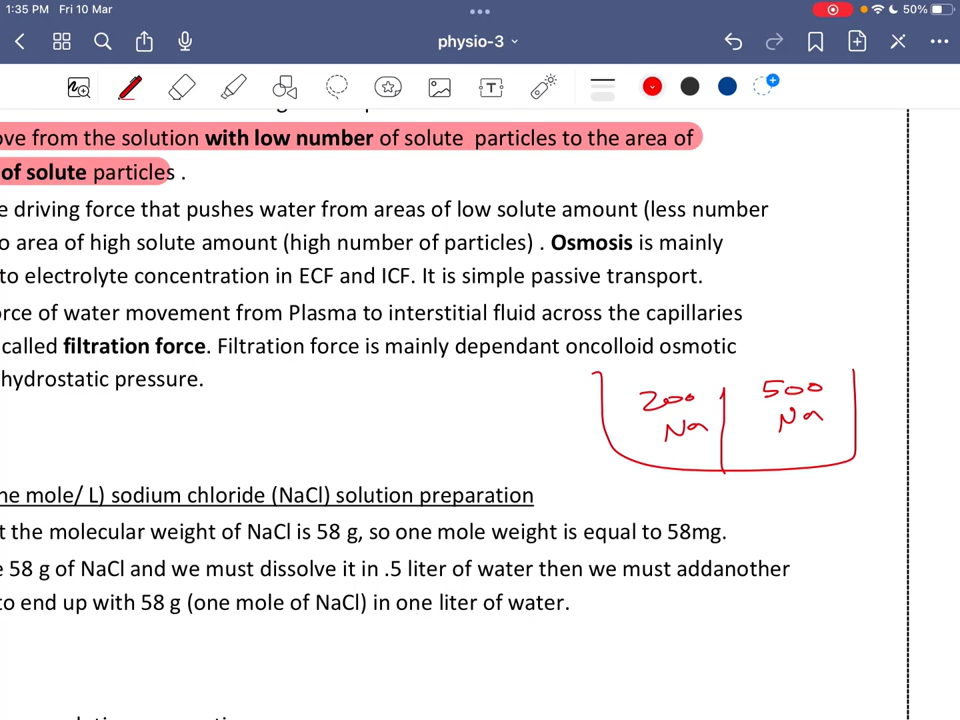 1:35 PM Fri 10 Mar
50%
physio-3
ove from the solution with low number of solute particles to the area of
of solute particles .
e driving force that pushes water from areas of low solute amount (less number
o area of high solute amount (high number of particles) . Osmosis is mainly
to electrolyte concentration in ECF and ICF. It is simple passive transport.
orce of water movement from Plasma to interstitial fluid across the capillaries
called filtration force. Filtration force is mainly dependant oncolloid osmotic
hydrostatic pressure.
200 500
Na Na
ne mole/ L) sodium chloride (NaCl) solution preparation
t the molecular weight of NaCl is 58 g, so one mole weight is equal to 58mg.
e 58 g of NaCl and we must dissolve it in .5 liter of water then we must addanother
to end up with 58 g (one mole of NaCl) in one liter of water.